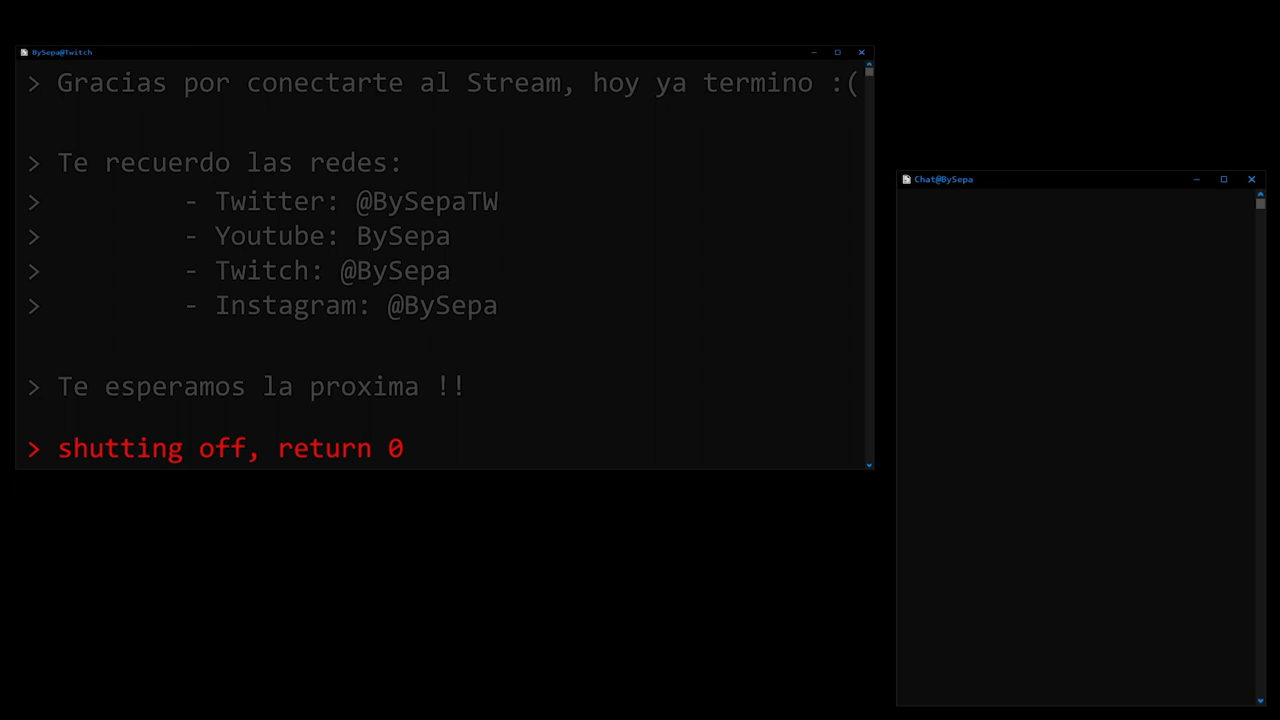 BySepa@Twitch
> Gracias por conectarte al Stream, hoy ya termino :(
> Te recuerdo las redes:
> - Twitter: @BySepaTW
> - Youtube: BySepa
> - Twitch: @BySepa
> - Instagram: @BySepa
> Te esperamos la proxima !!
> shutting off, return 0
Chat@BySepa